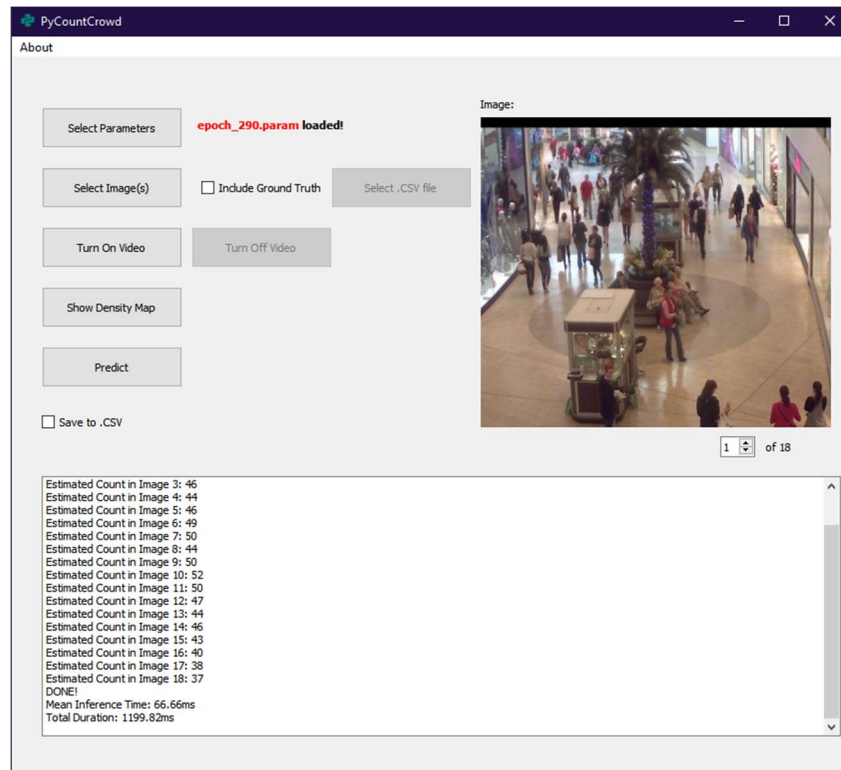 PyCountCrowd
About
Select Parameters
epoch_290.param loaded!
Image:
Select Image(s)
Include Ground Truth
Select .CSV file
Turn On Video
Turn Off Video
Show Density Map
Predict
Save to .CSV
1 of 18
Estimated Count in Image 3: 46
Estimated Count in Image 4: 44
Estimated Count in Image 5: 46
Estimated Count in Image 6: 49
Estimated Count in Image 7: 50
Estimated Count in Image 8: 44
Estimated Count in Image 9: 50
Estimated Count in Image 10: 52
Estimated Count in Image 11: 50
Estimated Count in Image 12: 47
Estimated Count in Image 13: 44
Estimated Count in Image 14: 46
Estimated Count in Image 15: 43
Estimated Count in Image 16: 40
Estimated Count in Image 17: 38
Estimated Count in Image 18: 37
DONE!
Mean Inference Time: 66.66ms
Total Duration: 1199.82ms